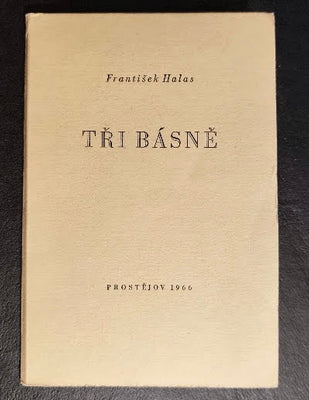 František Halas
TŘI BÁSNĚ
PROSTĚJOV 1966